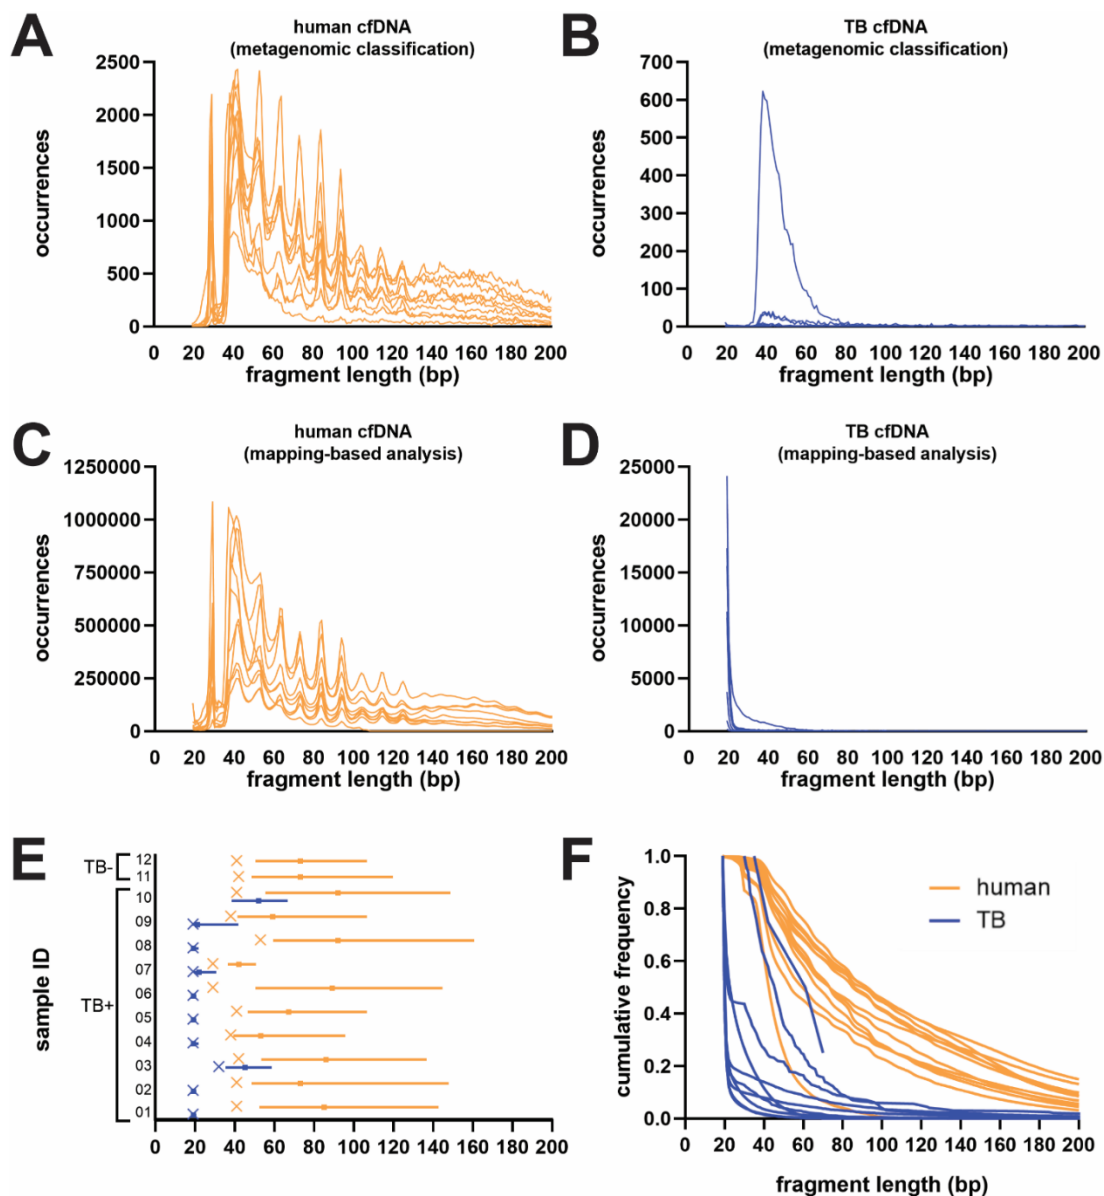 A
human cfDNA
(metagenomic classification)
2500
2000
1500
1000
500
0
occurrences
0 20 40 60 80 100 120 140 160 180 200
fragment length (bp)
B
TB cfDNA
(metagenomic classification)
700
600
500
400
300
200
100
0
occurrences
0 20 40 60 80 100 120 140 160 180 200
fragment length (bp)
C
human cfDNA
(mapping-based analysis)
1250000
1000000
750000
500000
250000
0
occurrences
0 20 40 60 80 100 120 140 160 180 200
fragment length (bp)
D
TB cfDNA
(mapping-based analysis)
25000
20000
15000
10000
5000
0
occurrences
0 20 40 60 80 100 120 140 160 180 200
fragment length (bp)
E
sample ID
TB-
TB+
12
11
10
09
08
07
06
05
04
03
02
01
0 20 40 60 80 100 120 140 160 180 200
F
human
TB
1.0
0.8
0.6
0.4
0.2
0.0
cumulative frequency
0 20 40 60 80 100 120 140 160 180 200
fragment length (bp)